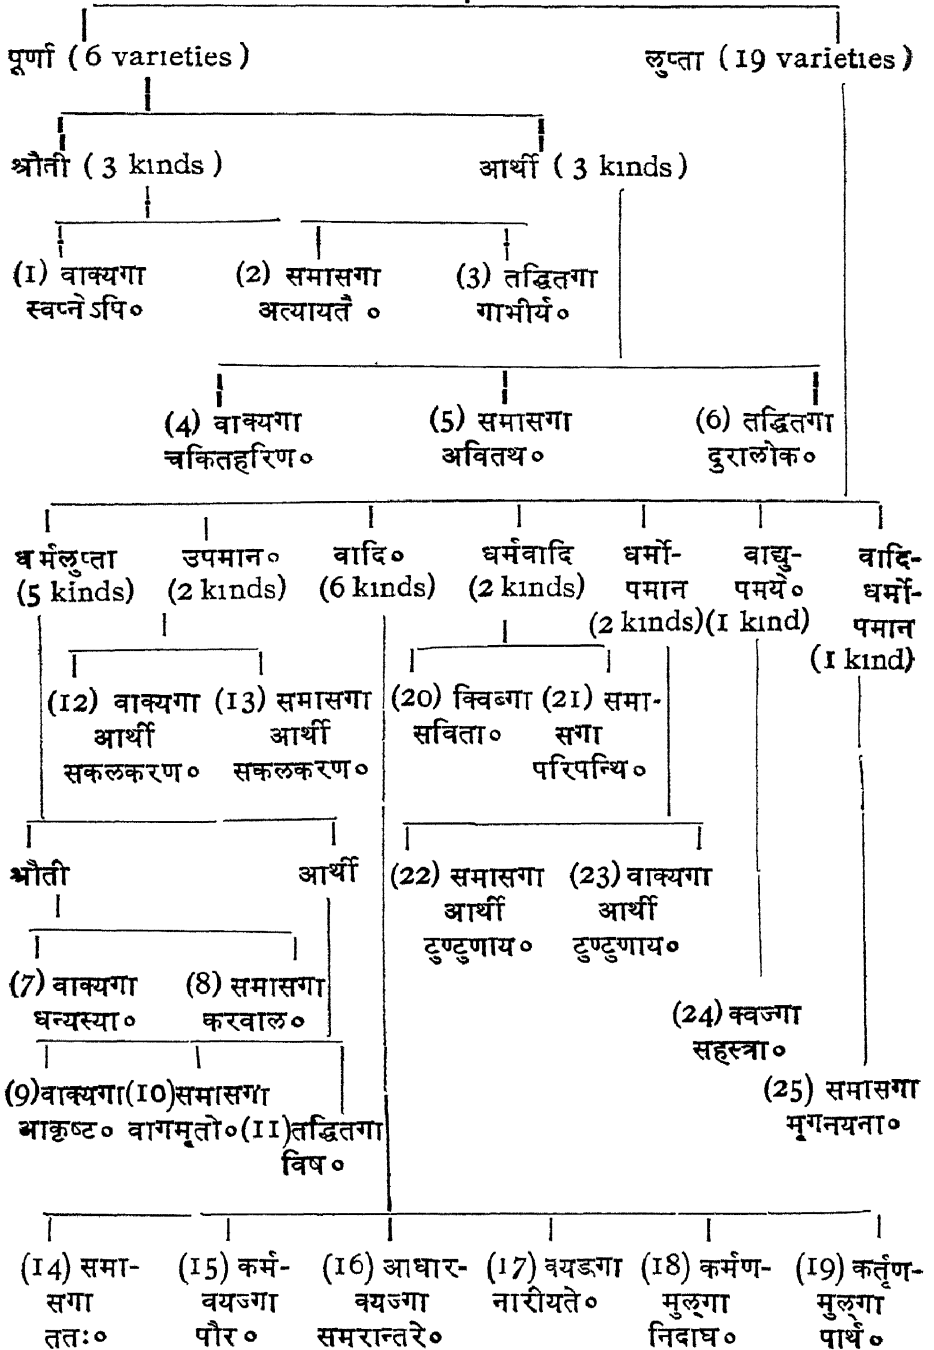 पूर्णा (6 varieties) लुप्ता (19 varieties)
श्रौती (3 kinds) आर्थी (3 kinds)
(1) वाक्यगा (2) समासगा (3) तद्धितगा
स्वप्नेऽपि० अत्यायतै० गाभीर्य०
(4) वाक्यगा (5) समासगा (6) तद्धितगा
चकितहरिण० अवितथ० दुरालोक०
धर्मलुप्ता उपमान० वादि० धर्मवादि धर्मो- वाद्यु- वादि-
(5 kinds) (2 kinds) (6 kinds) (2 kinds) पमान पमये० धर्मो-
(2 kinds) (1 kind) पमान
(1 kind)
(12) वाक्यगा (13) समासगा (20) क्विब्गा (21) समा-
आर्थी आर्थी सविता० सगा
सकलकरण० सकलकरण० परिपन्थि०
श्रौती आर्थी (22) समासगा (23) वाक्यगा
आर्थी आर्थी
टुण्टुणाय० टुण्टुणाय०
(7) वाक्यगा (8) समासगा
धन्यस्या० करवाल०
(24) क्वज्गा
सहस्त्रा०
(9) वाक्यगा (10) समासगा (25) समासगा
आकृष्ट० वागमृतो० (11) तद्धितगा मृगनयना०
विष०
(14) समा- (15) कर्म- (16) आधार- (17) वयडगा (18) कर्मण- (19) कर्तृण-
सगा वयज्गा वयज्गा नारीयते० मुल्गा मुल्गा
ततः० पौर० समरान्तरे० निदाघ० पार्थ०